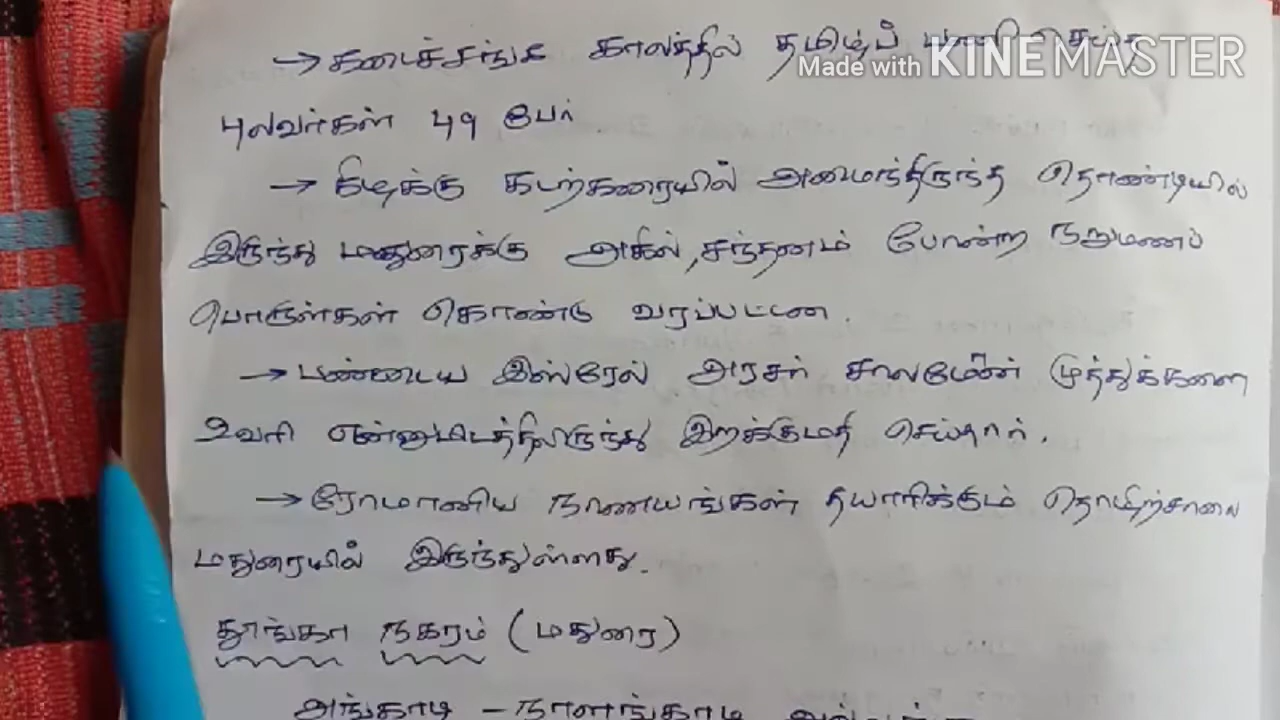 → கடைச்சங்க காலத்தில் தமிழ்ப்
Made with KINEMASTER
புலவர்கள் 49 பேர்
→ கிழக்கு கடற்கரையில் அமைந்திருந்த தொண்டியில்
இருந்து மதுரைக்கு அகில், சந்தனம் போன்ற நறுமணப்
பொருள்கள் கொண்டு வரப்பட்டன.
→ பண்டைய இஸ்ரேல் அரசர் சாலமோன் முத்துக்களை
உவரி என்னுமிடத்திலிருந்து இறக்குமதி செய்தார்.
→ ரோமானிய நாணயங்கள் தயாரிக்கும் தொழிற்சாலை
மதுரையில் இருந்துள்ளது.
தூங்கா நகரம் (மதுரை)
அங்காடி - நாளங்காடி